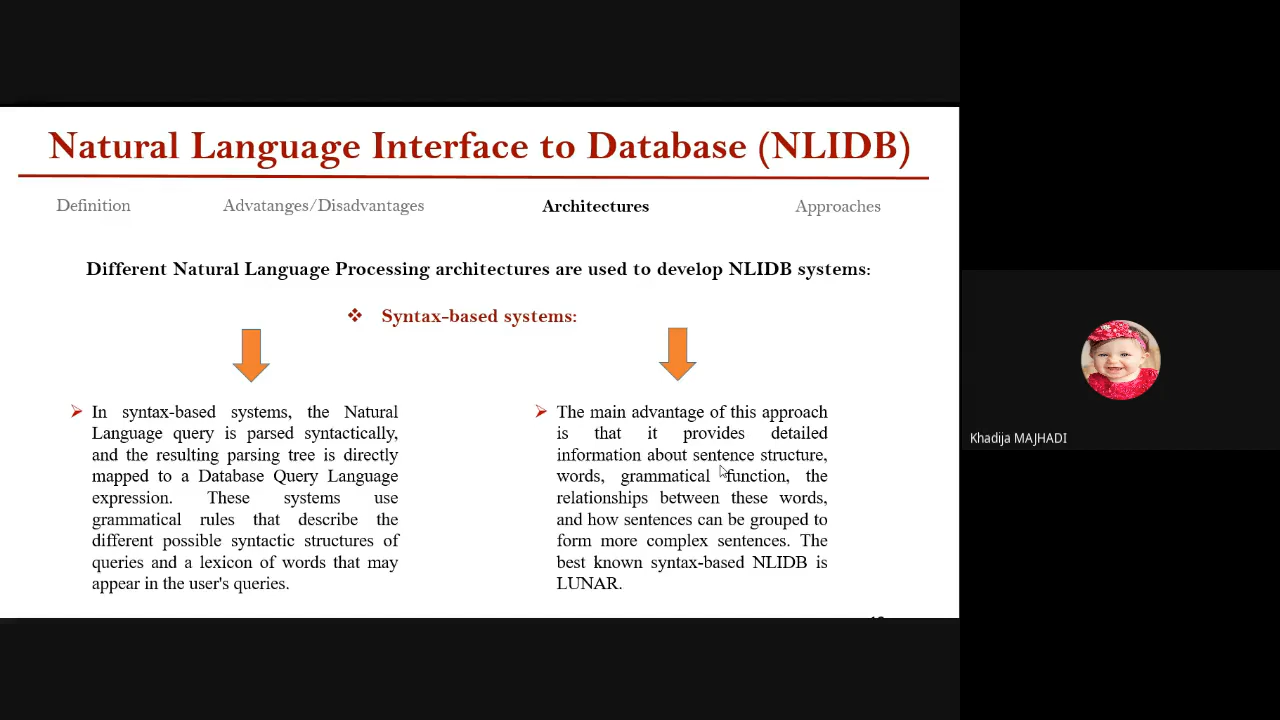 Natural Language Interface to Database (NLIDB)
Definition Advatanges/Disadvantages Architectures Approaches
Different Natural Language Processing architectures are used to develop NLIDB systems:
❖ Syntax-based systems:
In syntax-based systems, the Natural
Language query is parsed syntactically,
and the resulting parsing tree is directly
mapped to a Database Query Language
expression. These systems use
grammatical rules that describe the
different possible syntactic structures of
queries and a lexicon of words that may
appear in the user's queries.
The main advantage of this approach
is that it provides detailed
information about sentence structure,
words, grammatical function, the
relationships between these words,
and how sentences can be grouped to
form more complex sentences. The
best known syntax-based NLIDB is
LUNAR.
Khadija MAJHADI